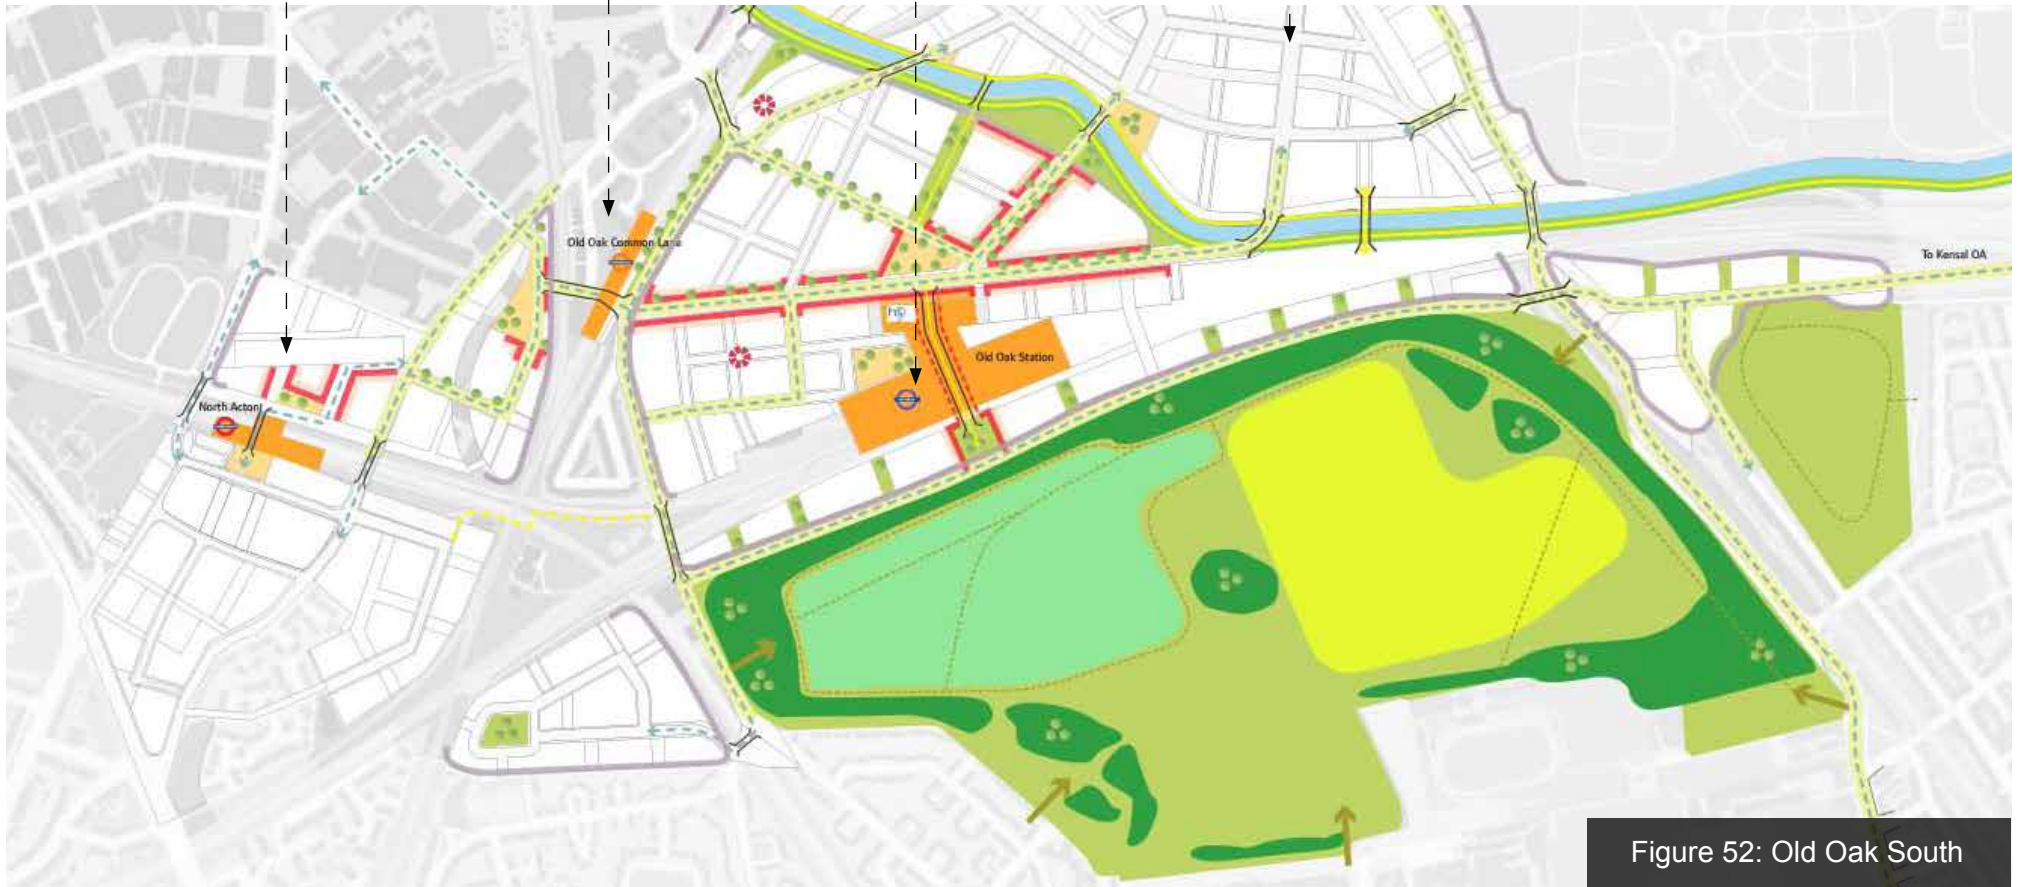 Old Oak Common Lane
To Kensal OA
Old Oak Station
North Acton
Figure 52: Old Oak South